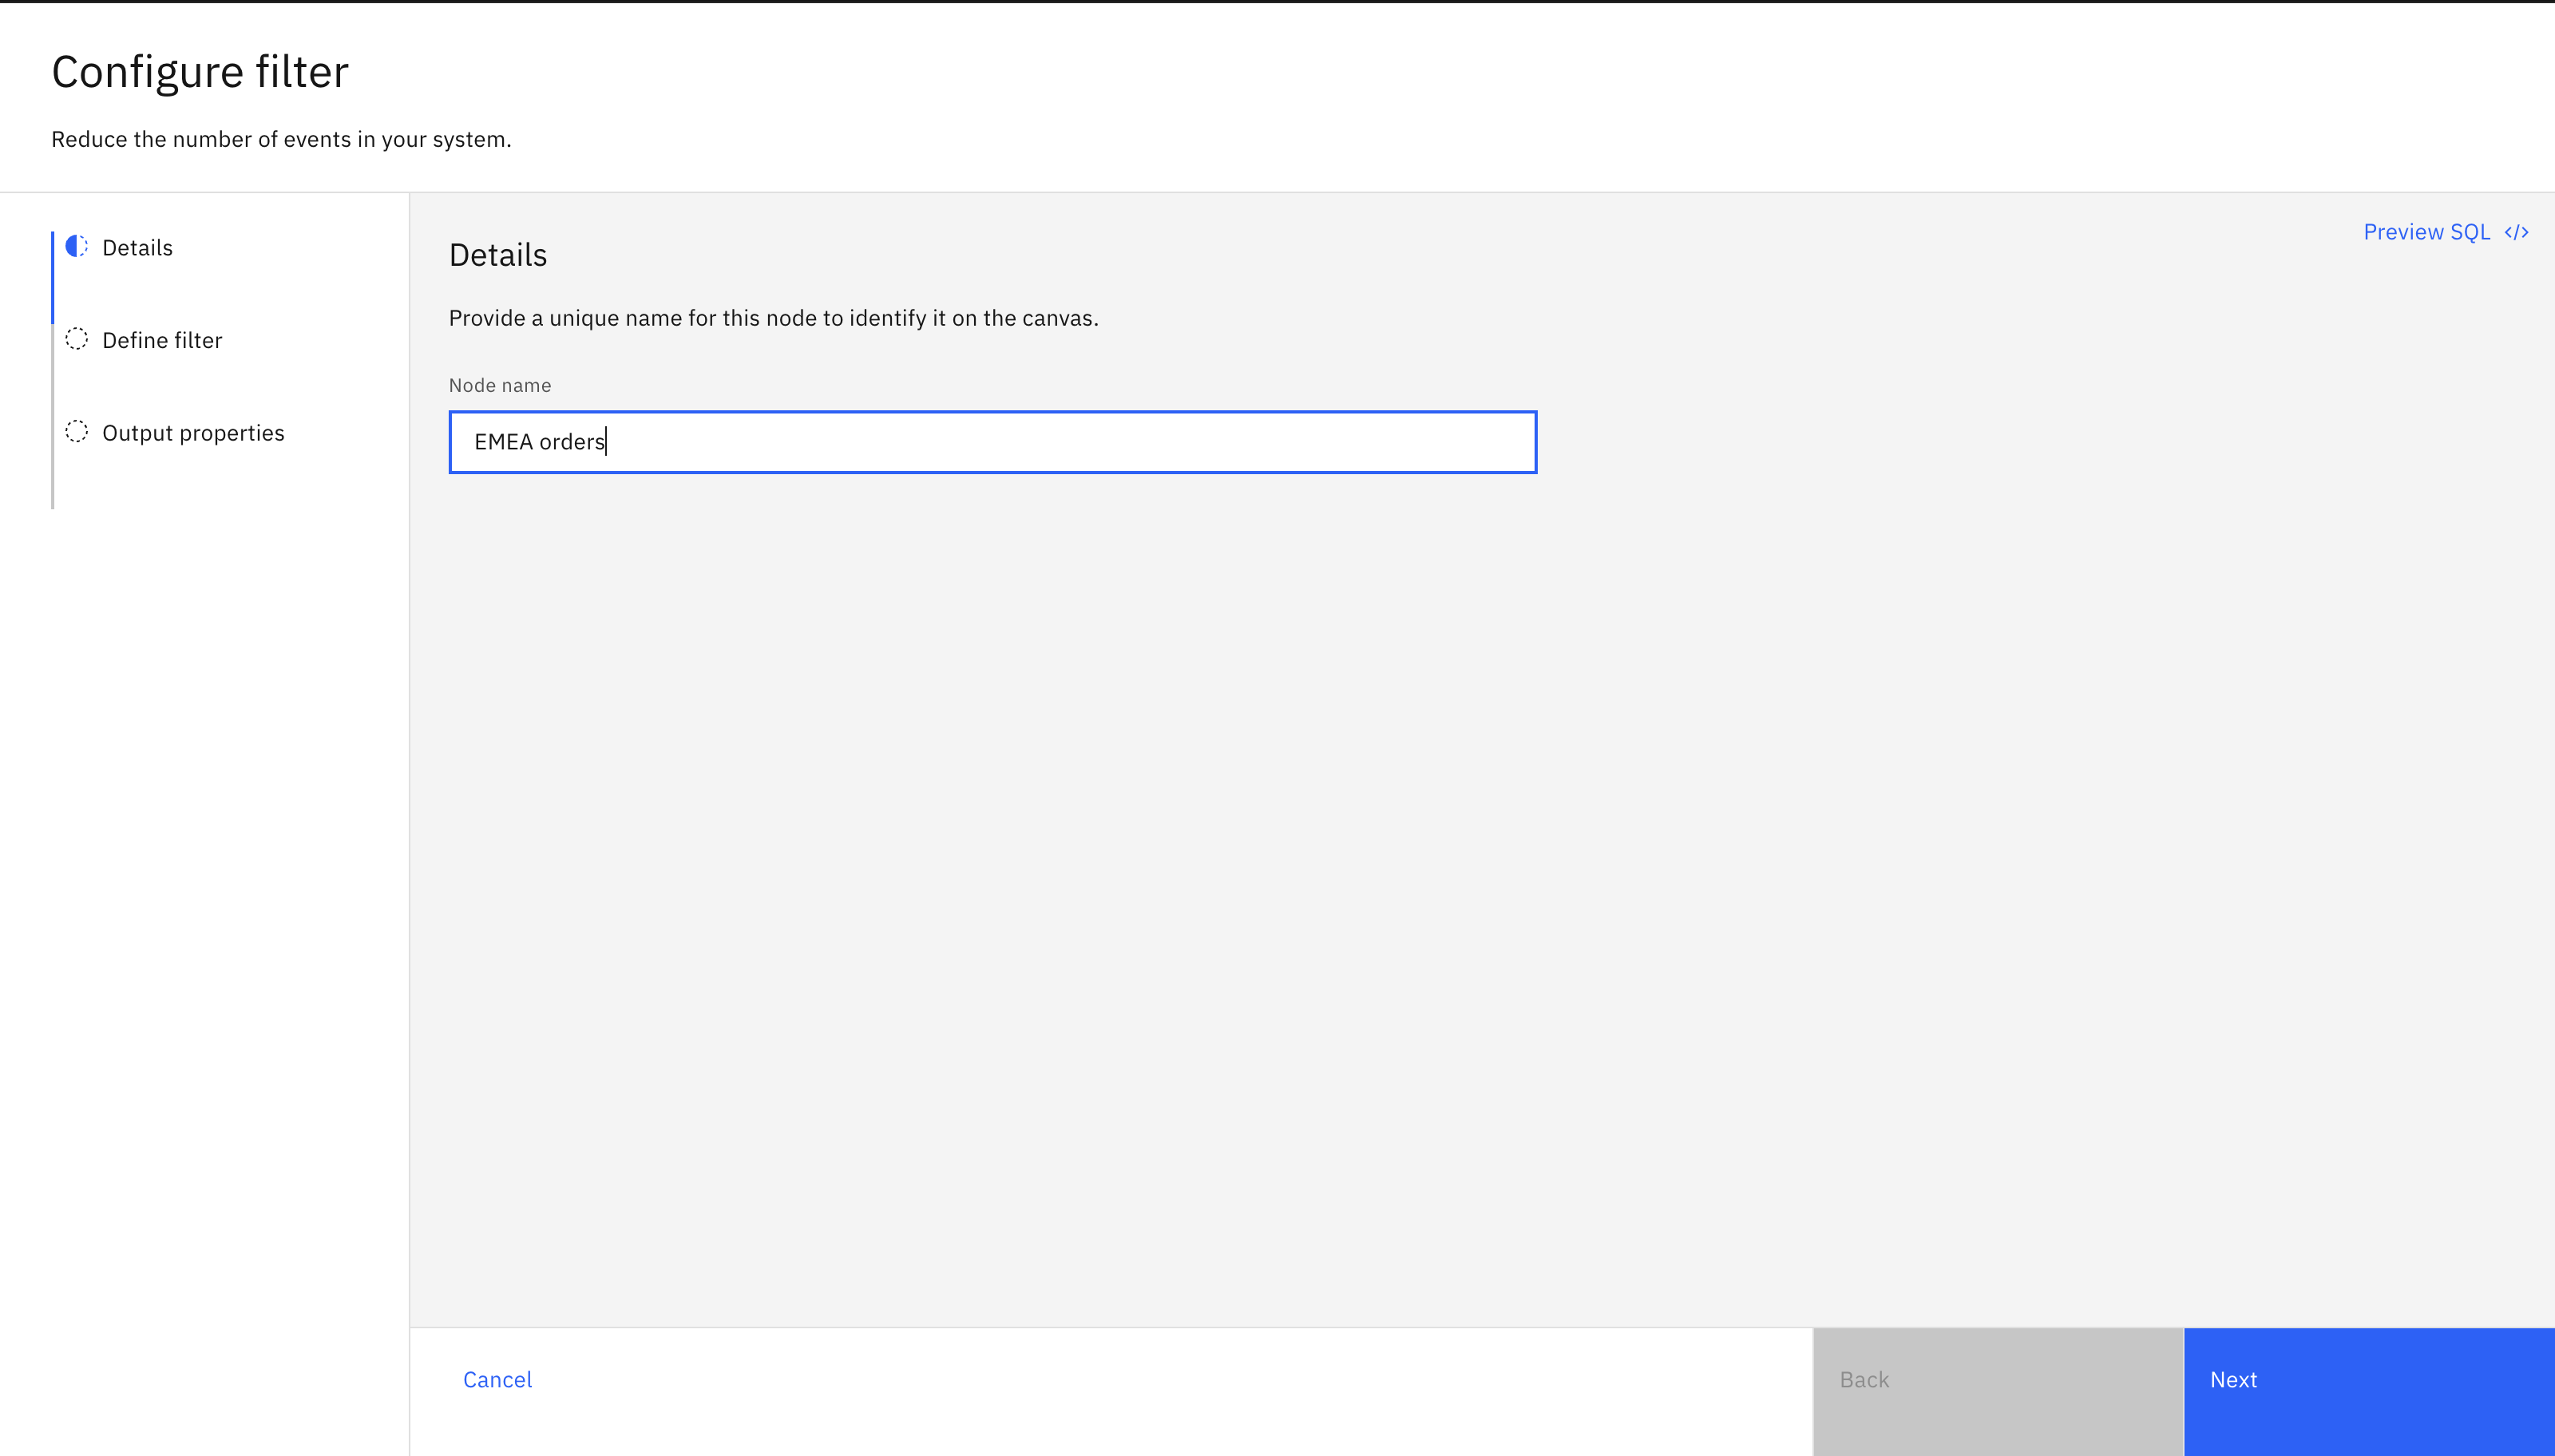 Configure filter
Reduce the number of events in your system.
Details
Define filter
Output properties
Preview SQL </>
Details
Provide a unique name for this node to identify it on the canvas.
Node name
EMEA orders
Cancel
Back
Next